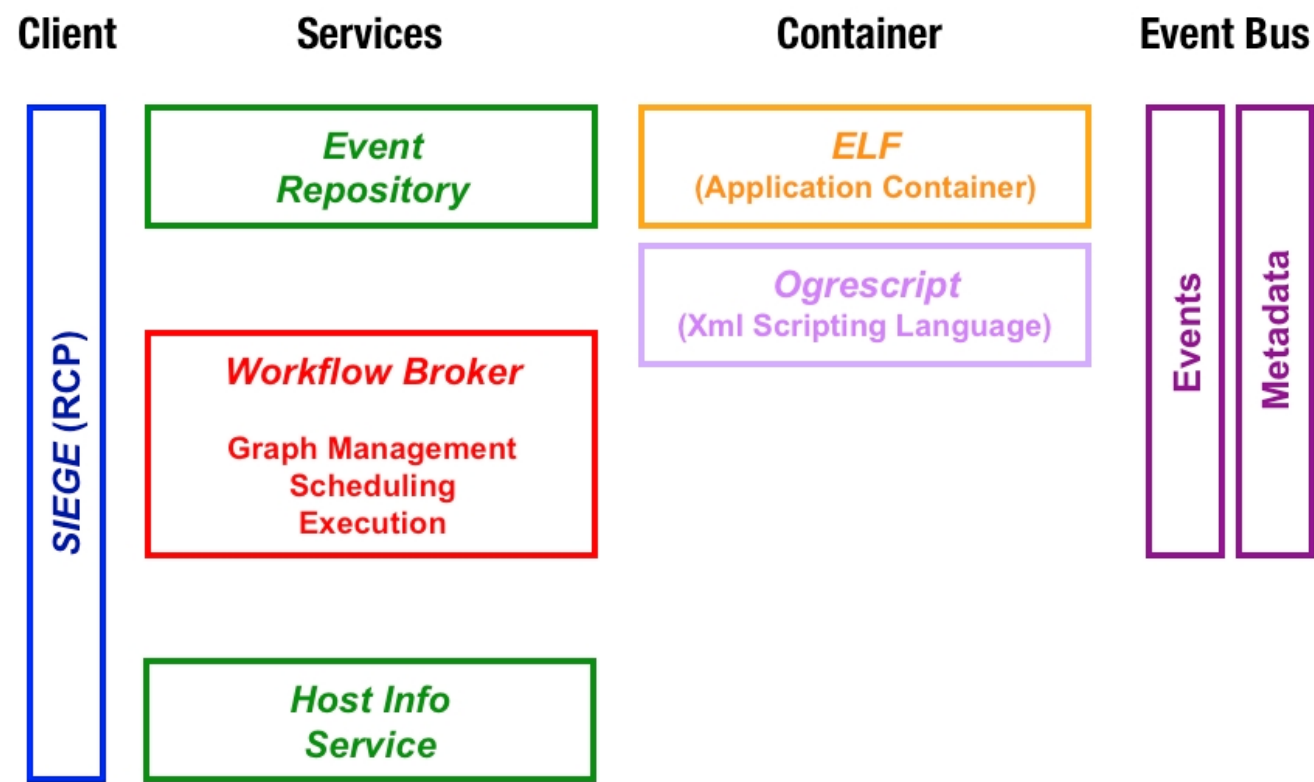 Client
Services
Container
Event Bus
SIEGE (RCP)
Event
Repository
Workflow Broker
Graph Management
Scheduling
Execution
Host Info
Service
ELF
(Application Container)
Ogrescript
(Xml Scripting Language)
Events
Metadata